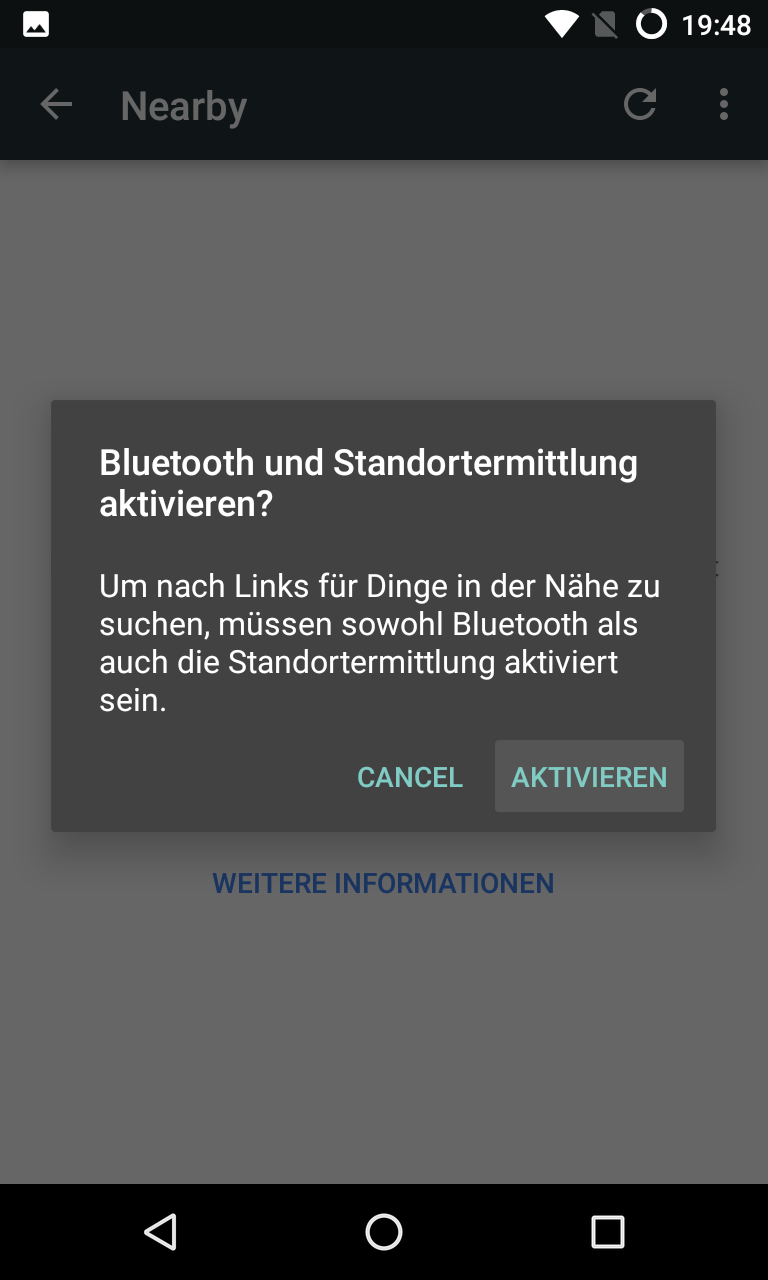 19:48
Nearby
Bluetooth und Standortermittlung
aktivieren?
Um nach Links für Dinge in der Nähe zu
suchen, müssen sowohl Bluetooth als
auch die Standortermittlung aktiviert
sein.
CANCEL AKTIVIEREN
WEITERE INFORMATIONEN